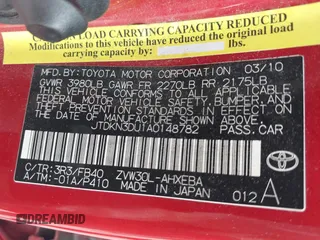 LOAD CARRYING CAPACITY REDUCED
Modifications to this vehicle have reduced the original
load carrying capacity by lbs.
MFD. BY: TOYOTA MOTOR CORPORATION 03/10
GVWR 3980LB GAWR FR 2270LB RR 2175LB
THIS VEHICLE CONFORMS TO ALL APPLICABLE
FEDERAL MOTOR VEHICLE SAFETY, BUMPER, AND
THEFT PREVENTION STANDARDS IN EFFECT ON
THE DATE OF MANUFACTURE SHOWN ABOVE.
JTDKN3DU1A0148782 PASS. CAR
C/TR: 3R3/FB40 ZVW30L-AHXEBA
A/TM: -01A/P410 MADE IN JAPAN 012 A
TOYOTA
DREAMBID